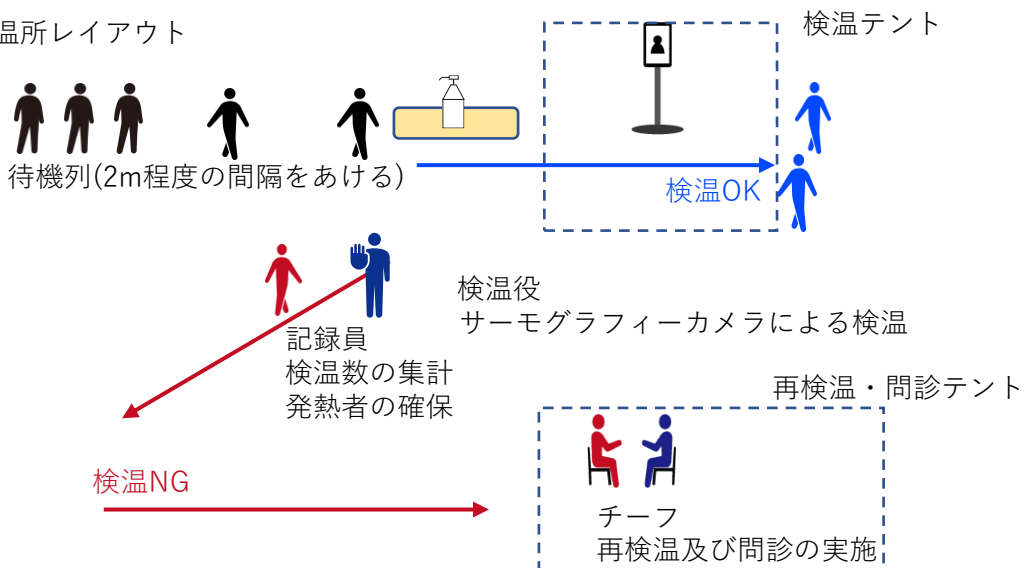 温所レイアウト
検温テント
待機列(2m程度の間隔をあける)
検温OK
検温役
サーモグラフィーカメラによる検温
記録員
検温数の集計
発熱者の確保
再検温・問診テント
検温NG
チーフ
再検温及び問診の実施